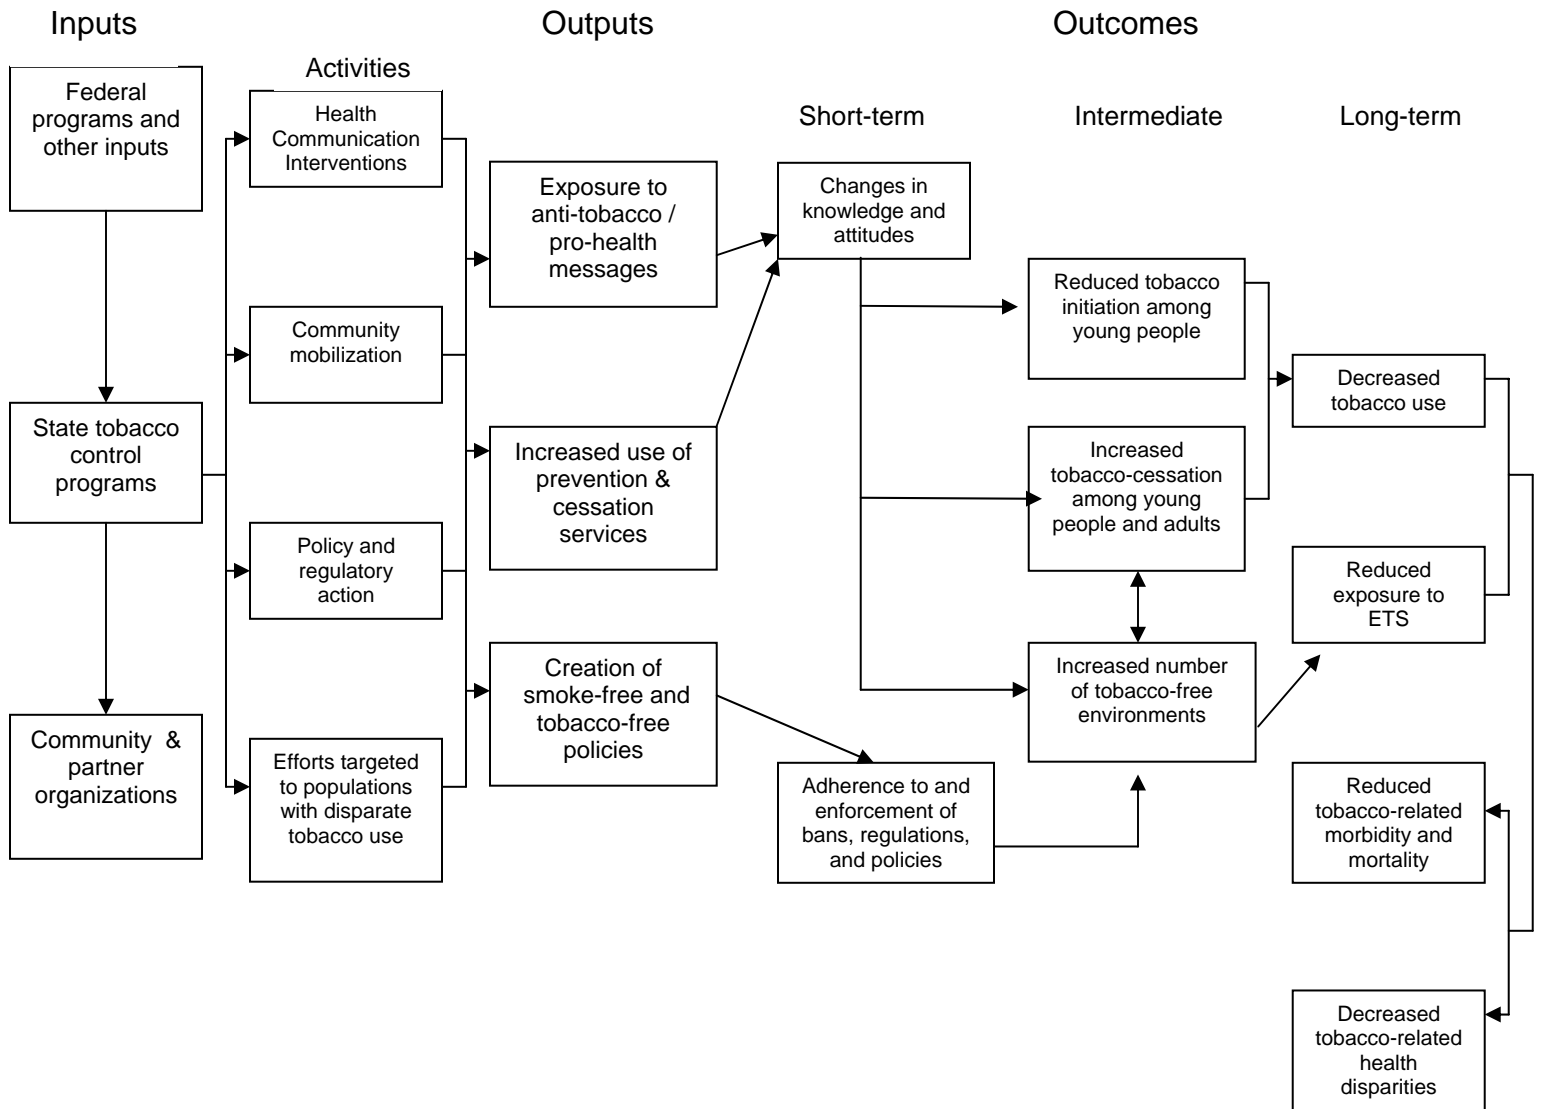 Inputs
Outputs
Outcomes
Activities
Short-term
Intermediate
Long-term
Federal
programs and
other inputs
State tobacco
control
programs
Community &
partner
organizations
Health
Communication
Interventions
Community
mobilization
Policy and
regulatory
action
Efforts targeted
to populations
with disparate
tobacco use
Exposure to
anti-tobacco /
pro-health
messages
Increased use of
prevention &
cessation
services
Creation of
smoke-free and
tobacco-free
policies
Changes in
knowledge and
attitudes
Adherence to and
enforcement of
bans, regulations,
and policies
Reduced tobacco
initiation among
young people
Increased
tobacco-cessation
among young
people and adults
Increased number
of tobacco-free
environments
Decreased
tobacco use
Reduced
exposure to
ETS
Reduced
tobacco-related
morbidity and
mortality
Decreased
tobacco-related
health
disparities